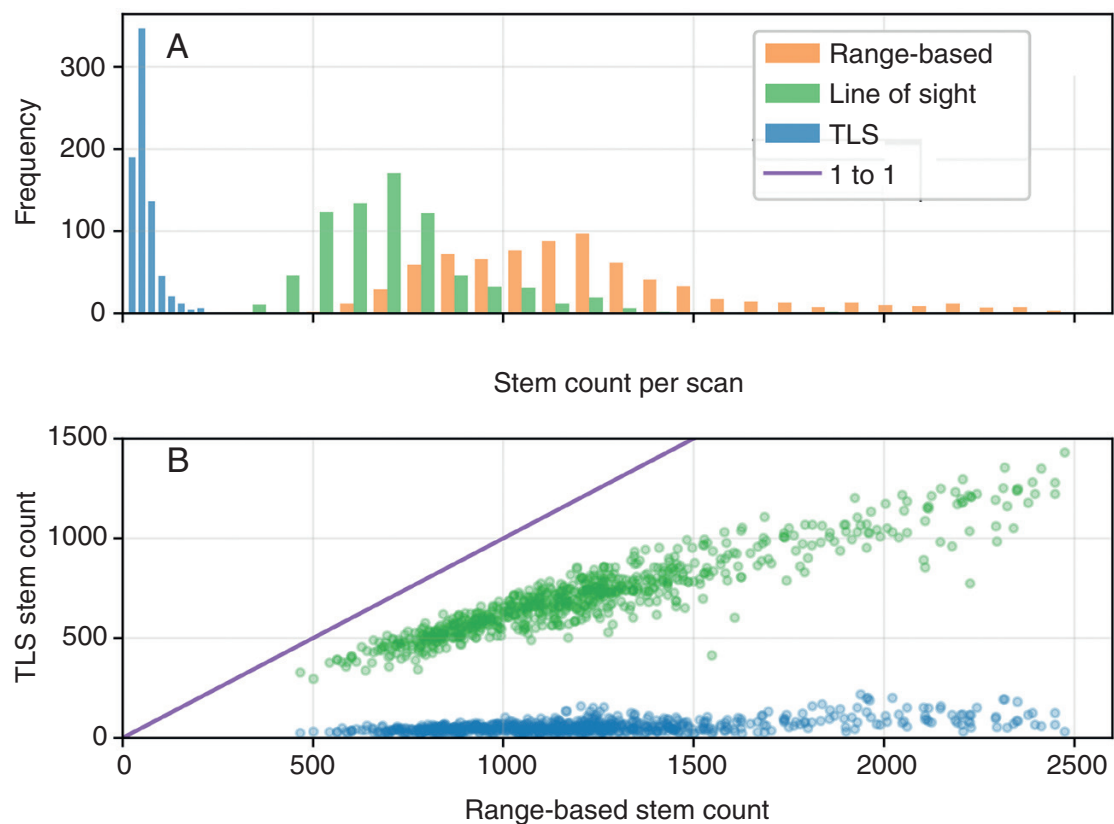 A
300
200
100
0
Frequency
Range-based
Line of sight
TLS
1 to 1
Stem count per scan
B
1500
1000
500
0
TLS stem count
0 500 1000 1500 2000 2500
Range-based stem count